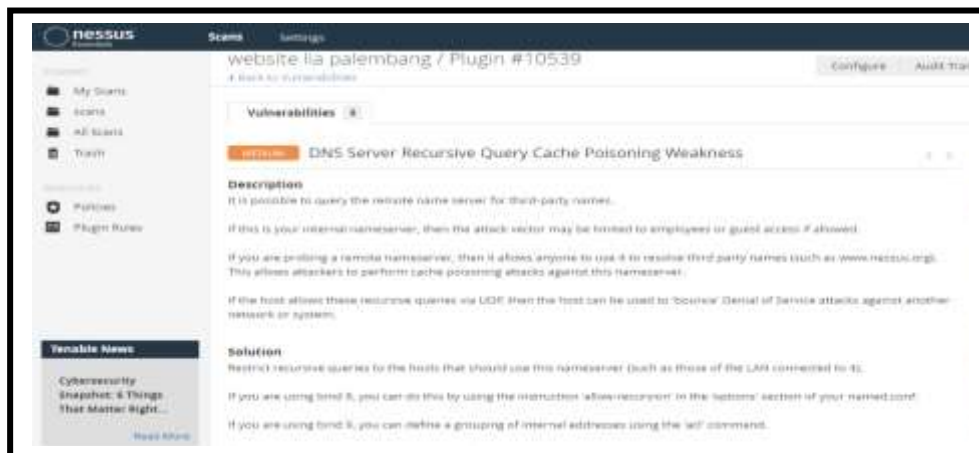 nessus
Essentials
Scans Settings
website lia palembang / Plugin #10539
Configure Audit Trail
Back to Vulnerabilities
My Scans
scans
All Scans
Trash
Policies
Plugin Rules
Vulnerabilities
MEDIUM DNS Server Recursive Query Cache Poisoning Weakness
Description
It is possible to query the remote name server for third-party names.
If this is your internal nameserver, then the attack vector may be limited to employees or guest access if allowed.
If you are probing a remote nameserver, then it allows anyone to use it to resolve third party names (such as www.nessus.org).
This allows attackers to perform cache poisoning attacks against this nameserver.
If the host allows these recursive queries via UDP, then the host can be used to 'bounce' Denial of Service attacks against another
network or system.
Solution
Restrict recursive queries to the hosts that should use this nameserver (such as those of the LAN connected to it).
If you are using bind 8, you can do this by using the instruction 'allow-recursion' in the 'options' section of your named.conf.
If you are using bind 9, you can define a grouping of internal addresses using the 'acl' command.
Tenable News
Cybersecurity
Snapshot: 6 Things
That Matter Right...
Read More